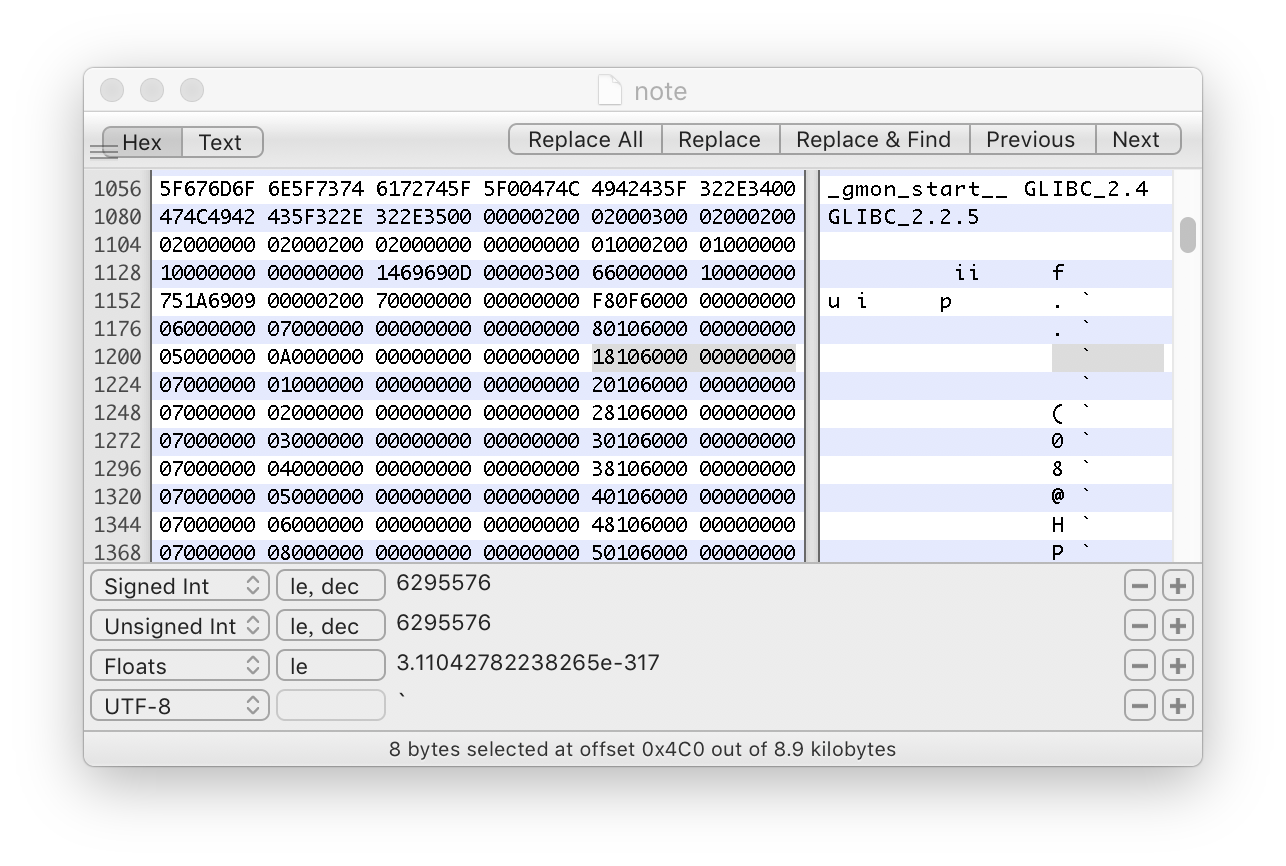 note
Hex Text Replace All Replace Replace & Find Previous Next
1056 5F676D6F 6E5F7374 6172745F 5F00474C 4942435F 322E3400 _gmon_start__ GLIBC_2.4
1080 474C4942 435F322E 322E3500 00000200 02000300 02000200 GLIBC_2.2.5
1104 02000000 02000200 02000000 00000000 01000200 01000000
1128 10000000 00000000 1469690D 00000300 66000000 10000000 ii f
1152 751A6909 00000200 70000000 00000000 F80F6000 00000000 u i p . `
1176 06000000 07000000 00000000 00000000 80106000 00000000 . `
1200 05000000 0A000000 00000000 00000000 18106000 00000000 `
1224 07000000 01000000 00000000 00000000 20106000 00000000 `
1248 07000000 02000000 00000000 00000000 28106000 00000000 ( `
1272 07000000 03000000 00000000 00000000 30106000 00000000 0 `
1296 07000000 04000000 00000000 00000000 38106000 00000000 8 `
1320 07000000 05000000 00000000 00000000 40106000 00000000 @ `
1344 07000000 06000000 00000000 00000000 48106000 00000000 H `
1368 07000000 08000000 00000000 00000000 50106000 00000000 P `
Signed Int le, dec 6295576
Unsigned Int le, dec 6295576
Floats le 3.11042782238265e-317
UTF-8 `
8 bytes selected at offset 0x4C0 out of 8.9 kilobytes